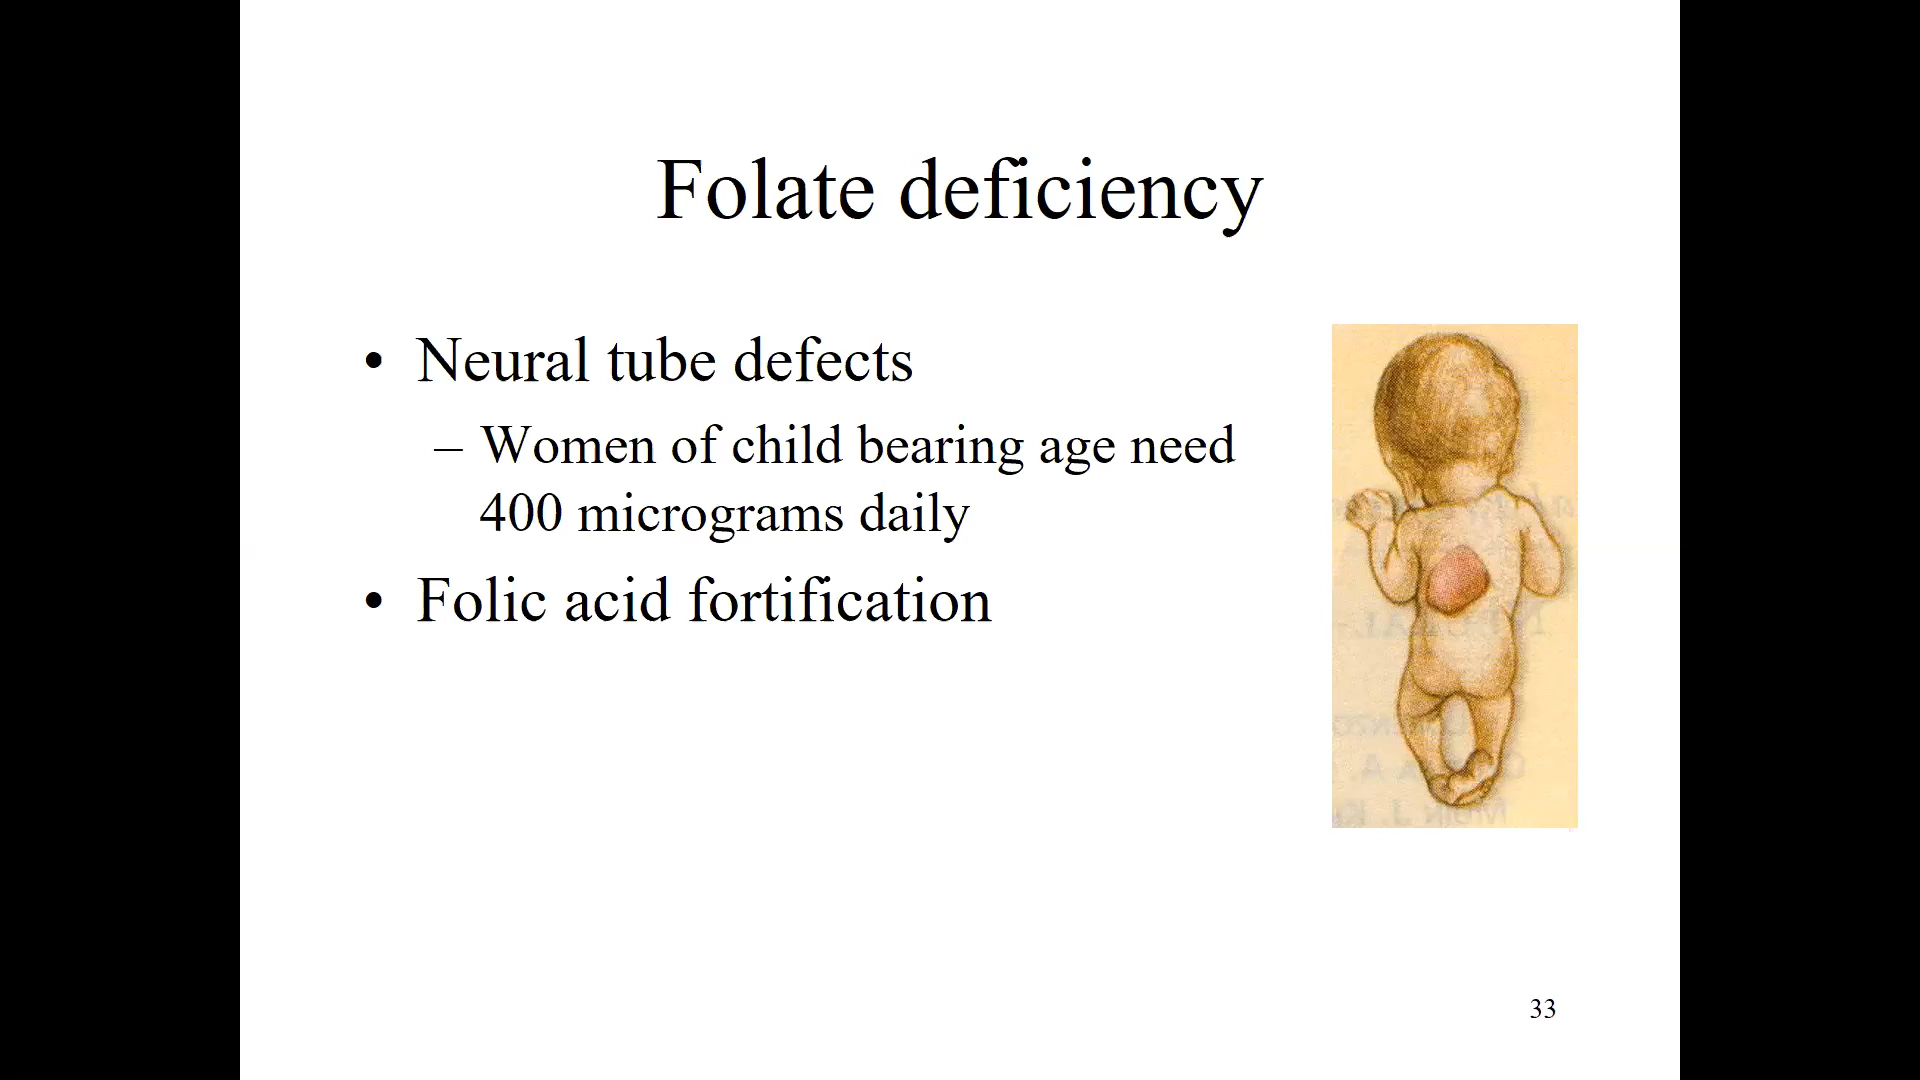 Folate deficiency
• Neural tube defects
– Women of child bearing age need
400 micrograms daily
• Folic acid fortification
33